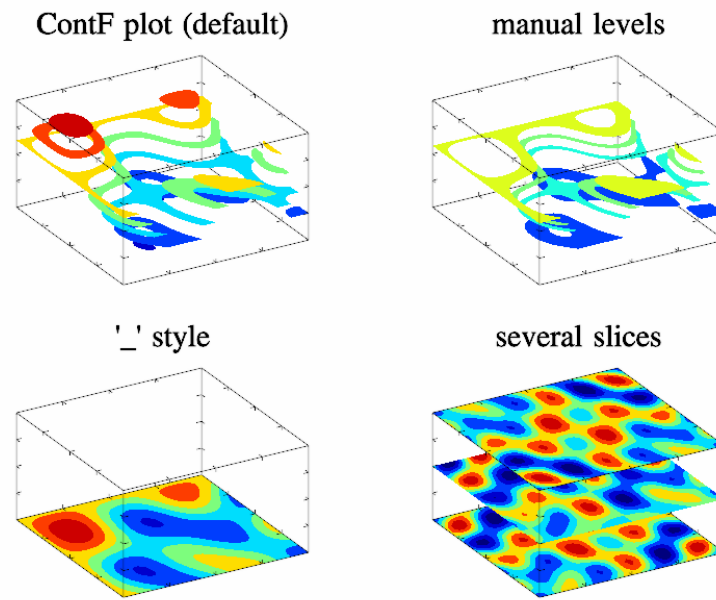 ContF plot (default)
manual levels
'_' style
several slices